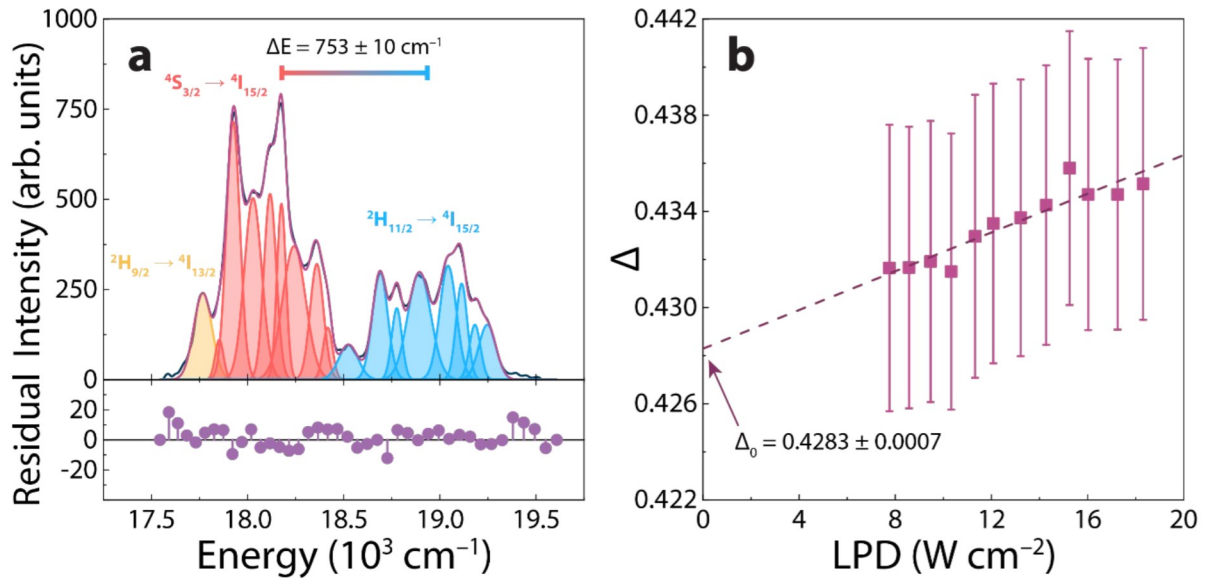 a
ΔE = 753 ± 10 cm⁻¹
⁴S₃/₂ → ⁴I₁₅/₂
²H₁₁/₂ → ⁴I₁₅/₂
²H₉/₂ → ⁴I₁₃/₂
Residual Intensity (arb. units)
1000
750
500
250
0
20
0
-20
17.5 18.0 18.5 19.0 19.5
Energy (10³ cm⁻¹)
b
Δ
0.442
0.438
0.434
0.430
0.426
0.422
Δ₀ = 0.4283 ± 0.0007
0 4 8 12 16 20
LPD (W cm⁻²)